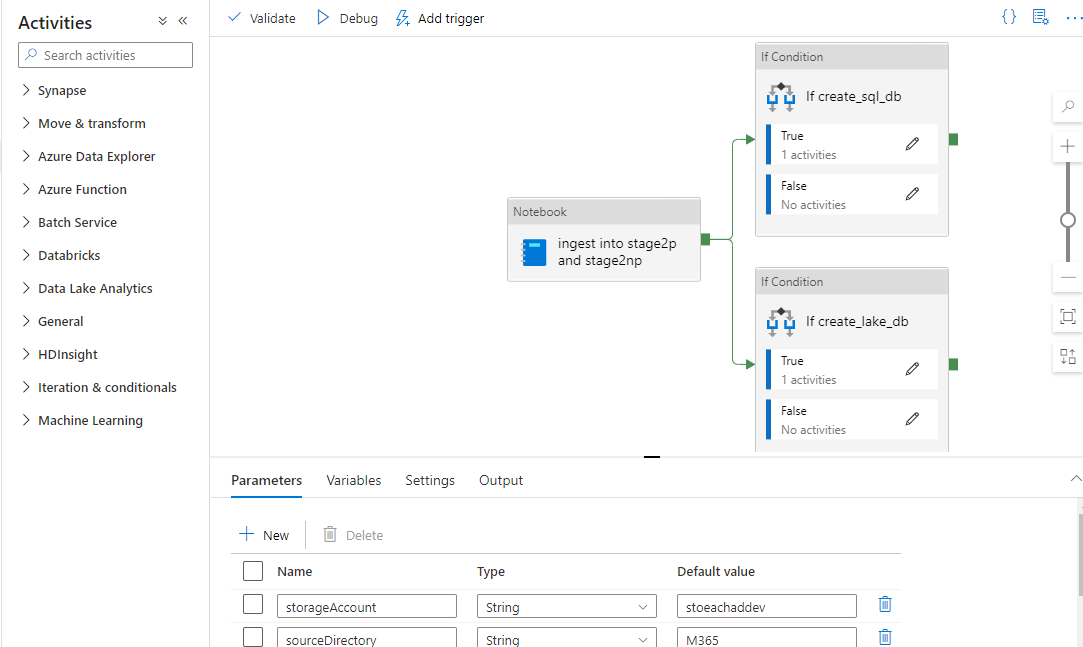 Activities
Search activities
Synapse
Move & transform
Azure Data Explorer
Azure Function
Batch Service
Databricks
Data Lake Analytics
General
HDInsight
Iteration & conditionals
Machine Learning
Validate Debug Add trigger
Notebook
ingest into stage2p
and stage2np
If Condition
If create_sql_db
True
1 activities
False
No activities
If Condition
If create_lake_db
True
1 activities
False
No activities
Parameters Variables Settings Output
New Delete
Name Type Default value
storageAccount String stoeachaddev
sourceDirectory String M365